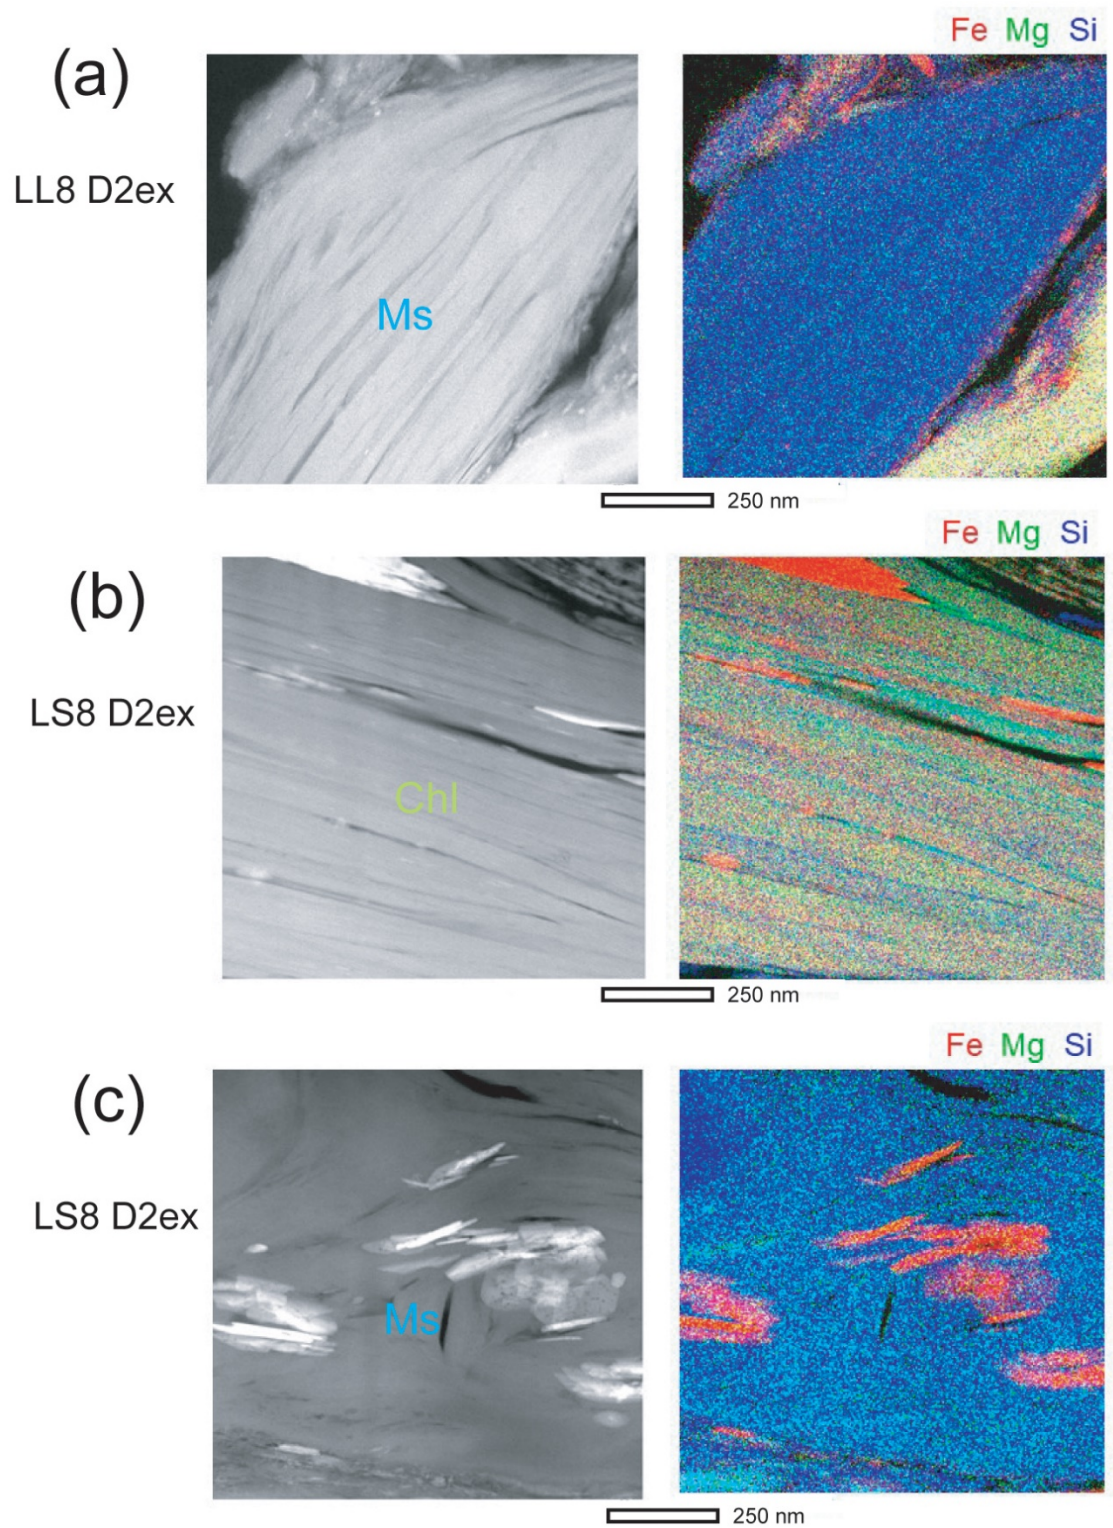 Fe Mg Si
(a)
LL8 D2ex
Ms
250 nm
Fe Mg Si
(b)
LS8 D2ex
Chl
250 nm
Fe Mg Si
(c)
LS8 D2ex
Ms
250 nm